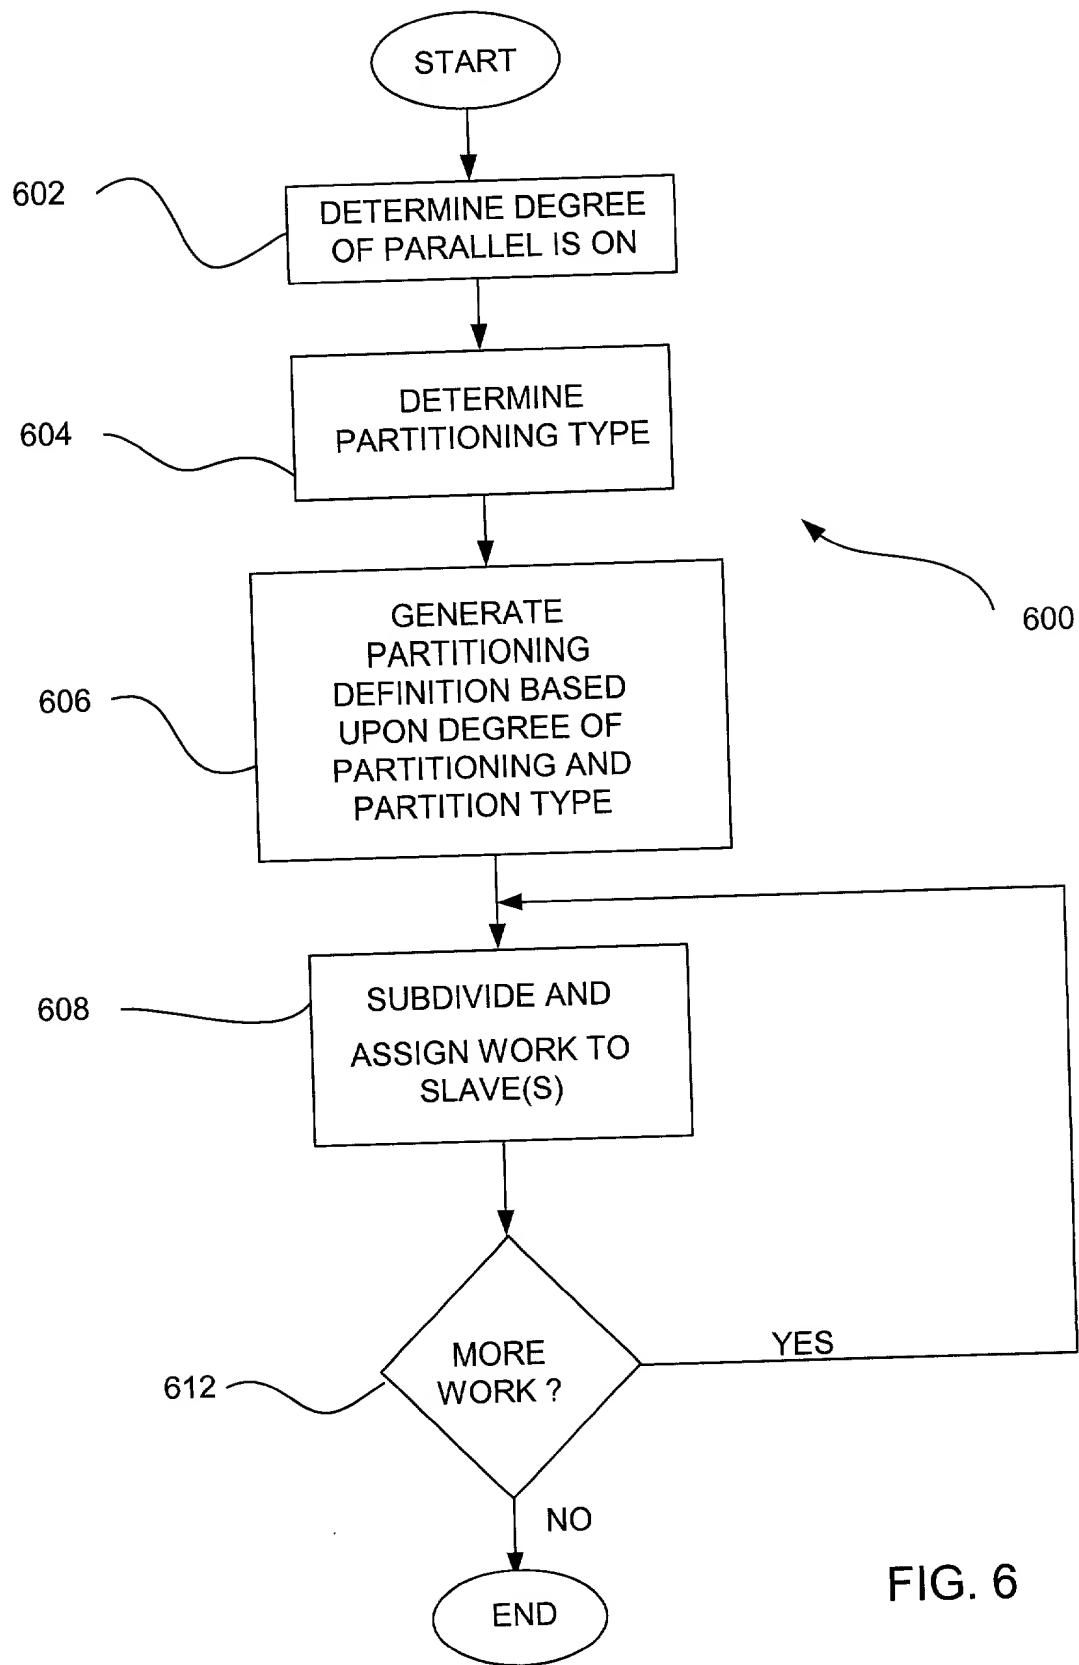 START
602
DETERMINE DEGREE
OF PARALLEL IS ON
604
DETERMINE
PARTITIONING TYPE
600
606
GENERATE
PARTITIONING
DEFINITION BASED
UPON DEGREE OF
PARTITIONING AND
PARTITION TYPE
608
SUBDIVIDE AND
ASSIGN WORK TO
SLAVE(S)
612
MORE
WORK ?
YES
NO
END
FIG. 6